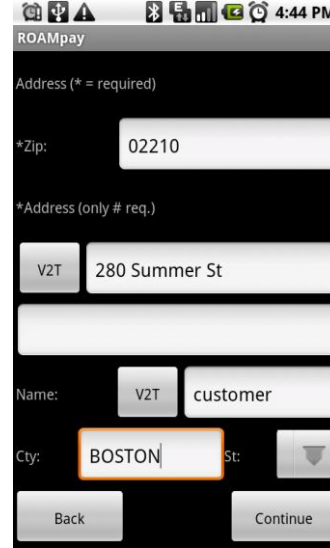 4:44 PM
ROAMpay
Address (* = required)
*Zip: 02210
*Address (only # req.)
V2T 280 Summer St
Name: V2T customer
Cty: BOSTON St:
Back Continue